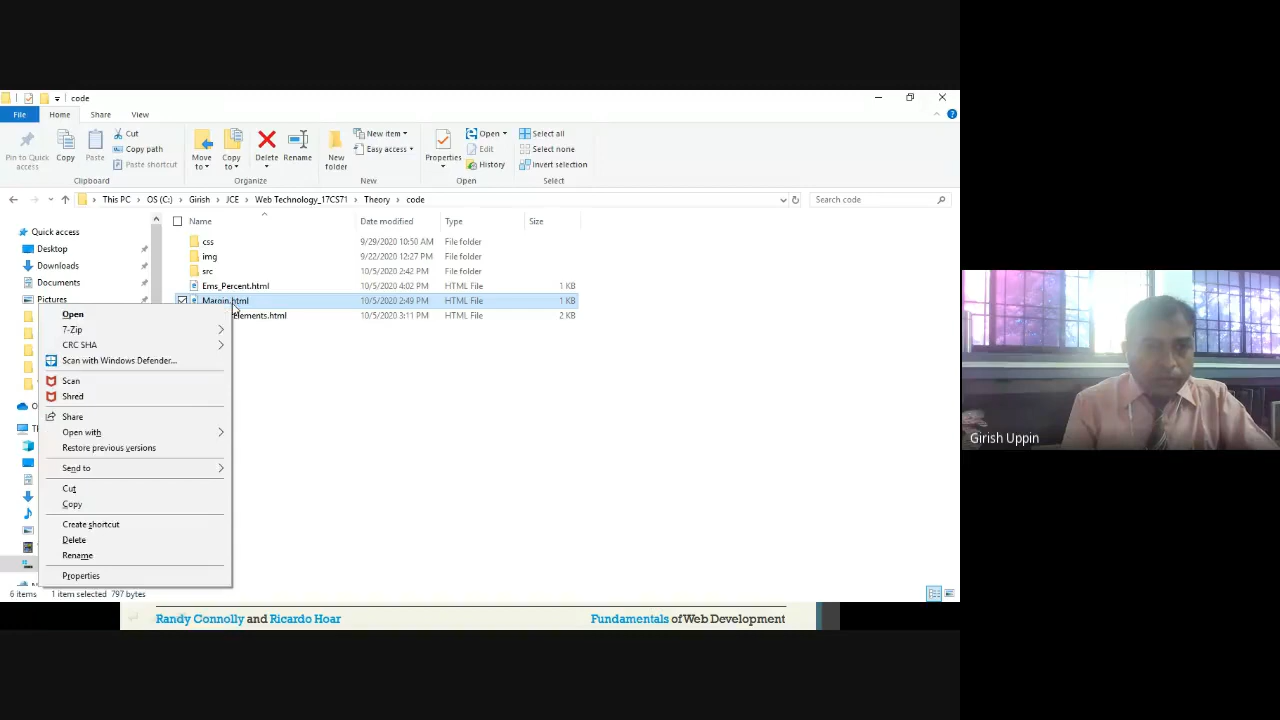 code
File Home Share View
Pin to Quick access
Copy
Paste
Cut
Copy path
Paste shortcut
Clipboard
Move to
Copy to
Delete
Rename
Organize
New folder
New item
Easy access
New
Properties
Open
Edit
History
Open
Select all
Select none
Invert selection
Select
This PC > OS (C:) > Girish > JCE > Web Technology_17CS71 > Theory > code
Search code
Name Date modified Type Size
Quick access
Desktop
Downloads
Documents
Pictures
css 9/29/2020 10:50 AM File folder
img 9/22/2020 12:27 PM File folder
src 10/5/2020 2:42 PM File folder
Ems_Percent.html 10/5/2020 4:02 PM HTML File 1 KB
Margin.html 10/5/2020 2:49 PM HTML File 1 KB
lements.html 10/5/2020 3:11 PM HTML File 2 KB
Open
7-Zip
CRC SHA
Scan with Windows Defender...
Scan
Shred
Share
Open with
Restore previous versions
Send to
Cut
Copy
Create shortcut
Delete
Rename
Properties
6 items 1 item selected 797 bytes
Randy Connolly and Ricardo Hoar
Fundamentals of Web Development
Girish Uppin